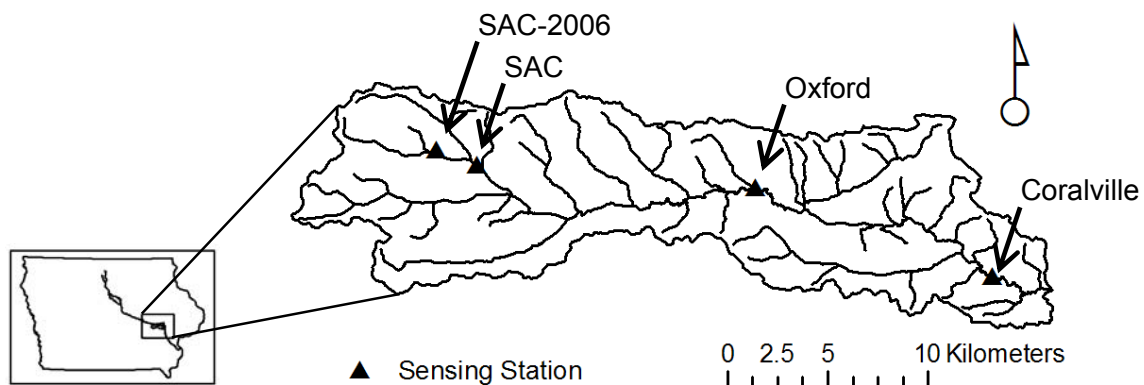 SAC-2006
SAC
Oxford
Coralville
▲ Sensing Station
0 2.5 5 10 Kilometers